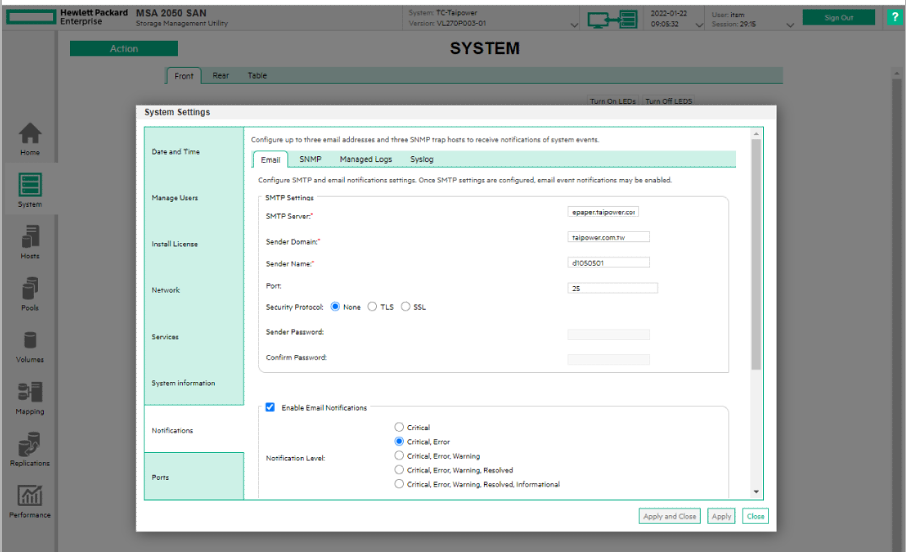 Hewlett Packard Enterprise
MSA 2050 SAN
Storage Management Utility
System: TC-Taipower
Version: VL270P003-01
2022-01-22
09:05:32
User: itsm
Session: 29:15
Sign Out
?
Action
SYSTEM
Front Rear Table
Turn On LEDs Turn Off LEDS
Home
System
Hosts
Pools
Volumes
Mapping
Replications
Performance
System Settings
Date and Time
Manage Users
Install License
Network
Services
System information
Notifications
Ports
Configure up to three email addresses and three SNMP trap hosts to receive notifications of system events.
Email SNMP Managed Logs Syslog
Configure SMTP and email notifications settings. Once SMTP settings are configured, email event notifications may be enabled.
SMTP Settings
SMTP Server:* epaper.taipower.cor
Sender Domain:* taipower.com.tw
Sender Name:* d1050501
Port: 25
Security Protocol: None TLS SSL
Sender Password:
Confirm Password:
Enable Email Notifications
Notification Level:
Critical
Critical, Error
Critical, Error, Warning
Critical, Error, Warning, Resolved
Critical, Error, Warning, Resolved, Informational
Apply and Close Apply Close